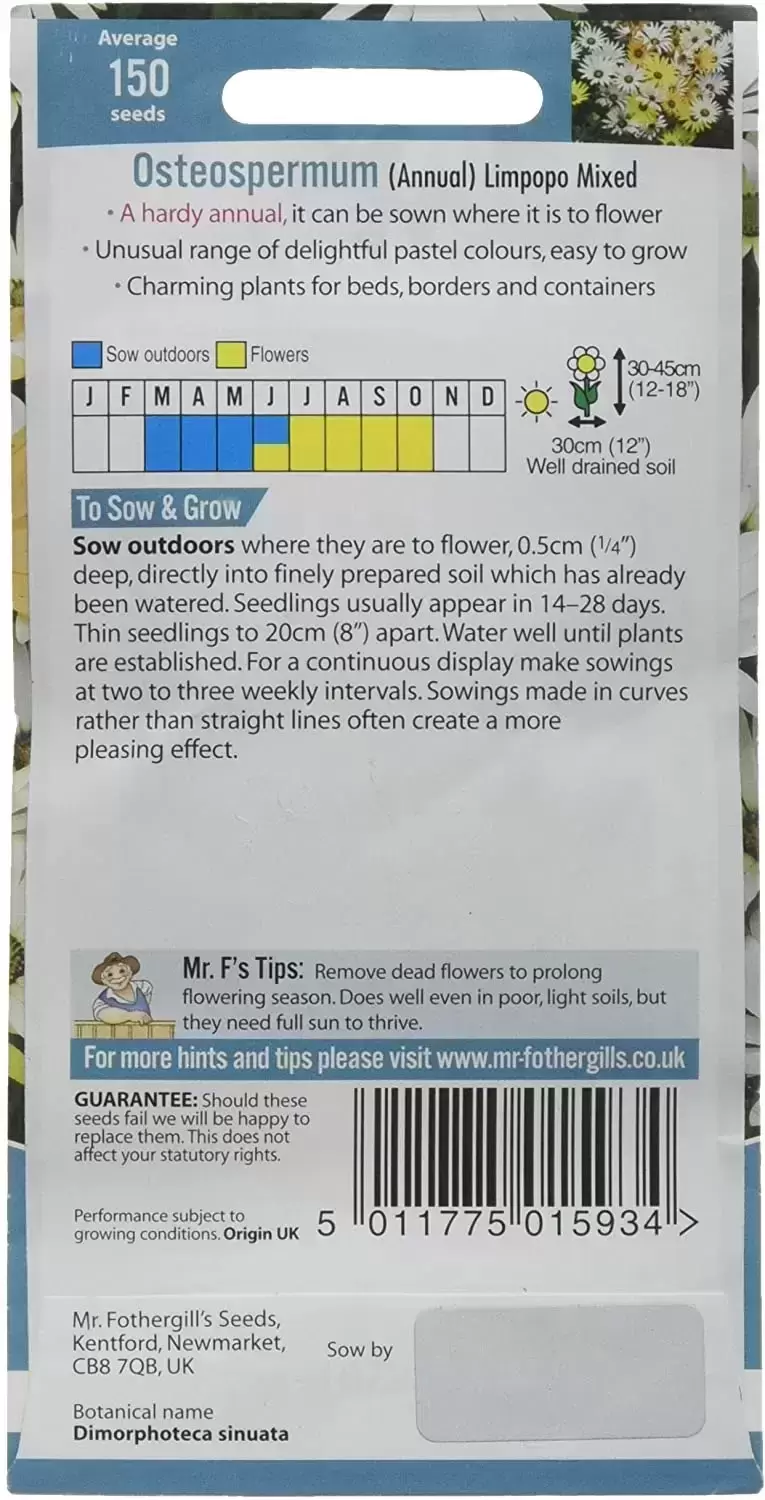 Average
150
seeds
Osteospermum (Annual) Limpopo Mixed
• A hardy annual, it can be sown where it is to flower
• Unusual range of delightful pastel colours, easy to grow
• Charming plants for beds, borders and containers
Sow outdoors Flowers
J F M A M J J A S O N D
30-45cm
(12-18”)
30cm (12”)
Well drained soil
To Sow & Grow
Sow outdoors where they are to flower, 0.5cm (1/4”)
deep, directly into finely prepared soil which has already
been watered. Seedlings usually appear in 14–28 days.
Thin seedlings to 20cm (8”) apart. Water well until plants
are established. For a continuous display make sowings
at two to three weekly intervals. Sowings made in curves
rather than straight lines often create a more
pleasing effect.
Mr. F's Tips: Remove dead flowers to prolong
flowering season. Does well even in poor, light soils, but
they need full sun to thrive.
For more hints and tips please visit www.mr-fothergills.co.uk
GUARANTEE: Should these
seeds fail we will be happy to
replace them. This does not
affect your statutory rights.
Performance subject to
growing conditions. Origin UK
5 011775 015934 >
Mr. Fothergill's Seeds,
Kentford, Newmarket,
CB8 7QB, UK
Sow by
Botanical name
Dimorphoteca sinuata